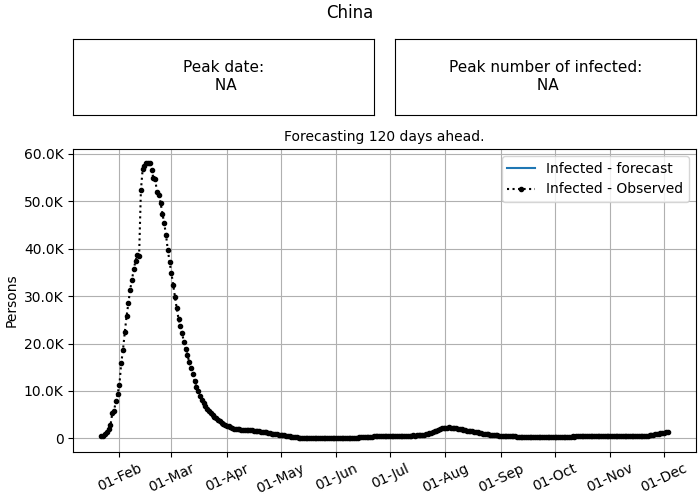 China
Peak date:
NA
Peak number of infected:
NA
Forecasting 120 days ahead.
60.0K
50.0K
40.0K
30.0K
20.0K
10.0K
0
Persons
Infected - forecast
Infected - Observed
01-Feb
01-Mar
01-Apr
01-May
01-Jun
01-Jul
01-Aug
01-Sep
01-Oct
01-Nov
01-Dec